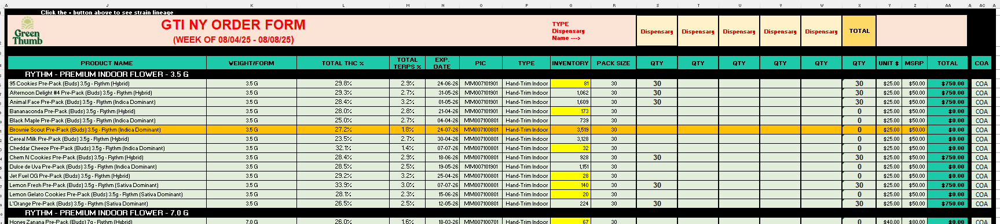 A J K L M N O P Q R S T U V W X Y Z AA A AC A
Click the + button above to see strain lineage
Green Thumb
GTI NY ORDER FORM
(WEEK OF 08/04/25 - 08/08/25)
TYPE
Dispensary
Name --->
Dispensary Dispensary Dispensary Dispensary Dispensary TOTAL
PRODUCT NAME WEIGHT/FORM TOTAL THC % TOTAL TERPS % EXP. DATE PIC TYPE INVENTORY PACK SIZE QTY QTY QTY QTY QTY QTY UNIT $ MSRP TOTAL COA
RYTHM - PREMIUM INDOOR FLOWER - 3.5 G
95 Cookies Pre-Pack (Buds) 3.5g - Rythm (Hybrid) 3.5 G 29.8% 2.9% 24-06-26 MM007101901 Hand-Trim Indoor 81 30 30 30 $25.00 $50.00 $750.00 COA
Afternoon Delight #4 Pre-Pack (Buds) 3.5g - Rythm (Hybrid) 3.5 G 29.3% 2.7% 31-05-26 MM007101901 Hand-Trim Indoor 1,062 30 30 30 $25.00 $50.00 $750.00 COA
Animal Face Pre-Pack (Buds) 3.5g - Rythm (Indica Dominant) 3.5 G 28.4% 3.2% 01-05-26 MM007101901 Hand-Trim Indoor 1,609 30 30 30 $25.00 $50.00 $750.00 COA
Bananaconda Pre-Pack (Buds) 3.5g - Rythm (Hybrid) 3.5 G 28.0% 2.8% 21-04-26 MM007101901 Hand-Trim Indoor 173 30 0 $25.00 $50.00 $0.00 COA
Black Maple Pre-Pack (Buds) 3.5g - Rythm (Indica Dominant) 3.5 G 25.0% 2.7% 04-04-26 MM007100801 Hand-Trim Indoor 739 30 0 $25.00 $50.00 $0.00 COA
Brownie Scout Pre-Pack (Buds) 3.5g - Rythm (Indica Dominant) 3.5 G 27.2% 1.8% 24-07-26 MM007100801 Hand-Trim Indoor 3,519 30 0 $25.00 $50.00 $0.00 COA
Cereal Milk Pre-Pack (Buds) 3.5g - Rythm (Hybrid) 3.5 G 23.5% 2.7% 30-04-26 MM007100801 Hand-Trim Indoor 3,128 30 0 $25.00 $50.00 $0.00 COA
Cheddar Cheeze Pre-Pack (Buds) 3.5g - Rythm (Indica Dominant) 3.5 G 32.1% 1.4% 07-07-26 MM007100801 Hand-Trim Indoor 32 30 0 $25.00 $50.00 $0.00 COA
Chem N Cookies Pre-Pack (Buds) 3.5g - Rythm (Hybrid) 3.5 G 28.4% 2.9% 18-06-26 MM007100801 Hand-Trim Indoor 928 30 30 30 $25.00 $50.00 $750.00 COA
Dulce de Uva Pre-Pack (Buds) 3.5g - Rythm (Indica Dominant) 3.5 G 28.5% 2.5% 19-05-26 MM007101901 Hand-Trim Indoor 1,151 30 0 $25.00 $50.00 $0.00 COA
Jet Fuel OG Pre-Pack (Buds) 3.5g - Rythm (Hybrid) 3.5 G 29.2% 3.2% 25-04-26 MM007100801 Hand-Trim Indoor 28 30 0 $25.00 $50.00 $0.00 COA
Lemon Fresh Pre-Pack (Buds) 3.5g - Rythm (Sativa Dominant) 3.5 G 33.9% 3.0% 07-07-26 MM007100801 Hand-Trim Indoor 140 30 30 30 $25.00 $50.00 $750.00 COA
Lemon Gelato Cookies Pre-Pack (Buds) 3.5g - Rythm (Sativa Dominant) 3.5 G 28.1% 2.3% 15-06-26 MM007100801 Hand-Trim Indoor 20 30 0 $25.00 $50.00 $0.00 COA
L'Orange Pre-Pack (Buds) 3.5g - Rythm (Sativa Dominant) 3.5 G 26.5% 2.5% 12-05-26 MM007100801 Hand-Trim Indoor 224 30 30 30 $25.00 $50.00 $750.00 COA
RYTHM - PREMIUM INDOOR FLOWER - 7.0 G
Honey Zanana Pre-Pack (Buds) 7g - Rythm (Hybrid) 7.0 G 26.0% 1.6% 18-03-26 MM007100701 Hand-Trim Indoor 67 30 0 $40.00 $80.00 $0.00 COA